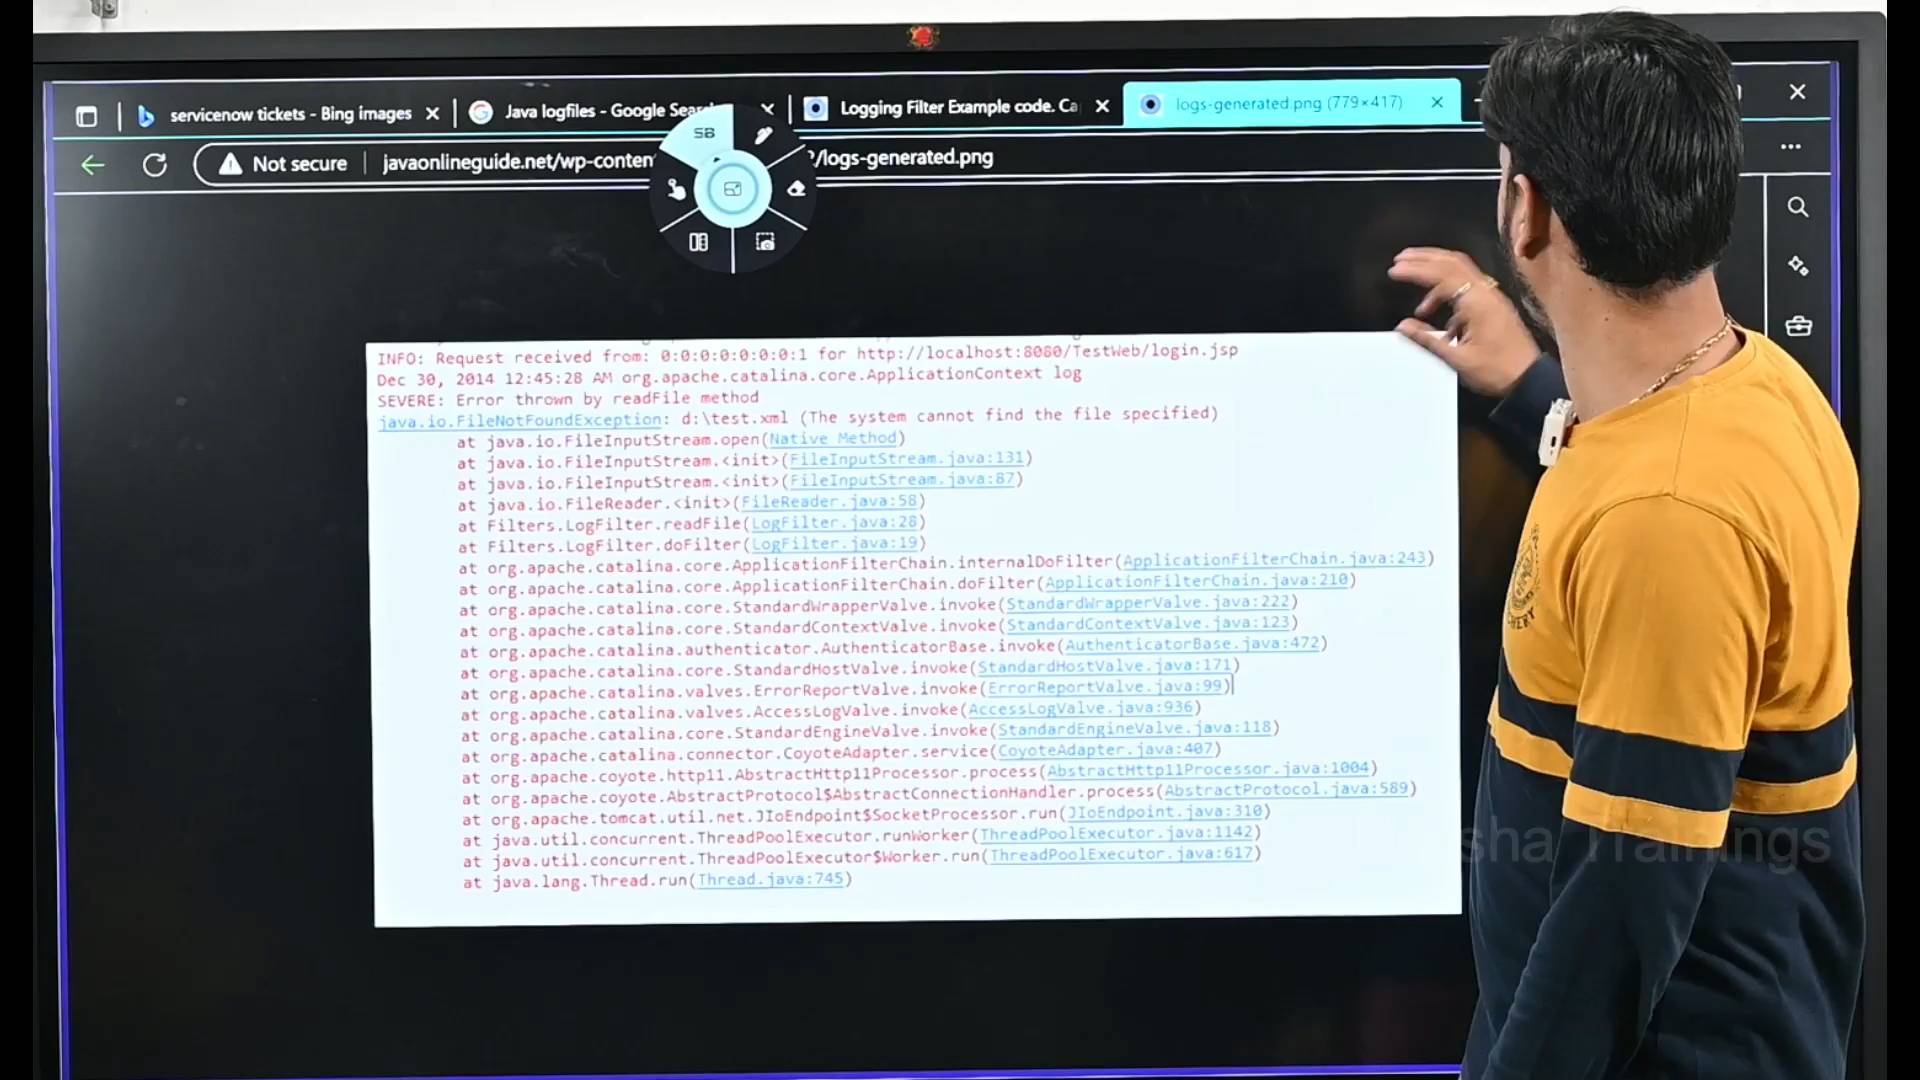 servicenow tickets - Bing images
Java logfiles - Google Sear
Logging Filter Example code. Ca
logs-generated.png (779×417)
Not secure
javaonlineguide.net/wp-conten
/logs-generated.png
SB
INFO: Request received from: 0:0:0:0:0:0:0:1 for http://localhost:8080/TestWeb/login.jsp
Dec 30, 2014 12:45:28 AM org.apache.catalina.core.ApplicationContext log
SEVERE: Error thrown by readFile method
java.io.FileNotFoundException: d:\test.xml (The system cannot find the file specified)
at java.io.FileInputStream.open(Native Method)
at java.io.FileInputStream.<init>(FileInputStream.java:131)
at java.io.FileInputStream.<init>(FileInputStream.java:87)
at java.io.FileReader.<init>(FileReader.java:58)
at Filters.LogFilter.readFile(LogFilter.java:28)
at Filters.LogFilter.doFilter(LogFilter.java:19)
at org.apache.catalina.core.ApplicationFilterChain.internalDoFilter(ApplicationFilterChain.java:243)
at org.apache.catalina.core.ApplicationFilterChain.doFilter(ApplicationFilterChain.java:210)
at org.apache.catalina.core.StandardWrapperValve.invoke(StandardWrapperValve.java:222)
at org.apache.catalina.core.StandardContextValve.invoke(StandardContextValve.java:123)
at org.apache.catalina.authenticator.AuthenticatorBase.invoke(AuthenticatorBase.java:472)
at org.apache.catalina.core.StandardHostValve.invoke(StandardHostValve.java:171)
at org.apache.catalina.valves.ErrorReportValve.invoke(ErrorReportValve.java:99)
at org.apache.catalina.valves.AccessLogValve.invoke(AccessLogValve.java:936)
at org.apache.catalina.core.StandardEngineValve.invoke(StandardEngineValve.java:118)
at org.apache.catalina.connector.CoyoteAdapter.service(CoyoteAdapter.java:407)
at org.apache.coyote.http11.AbstractHttp11Processor.process(AbstractHttp11Processor.java:1004)
at org.apache.coyote.AbstractProtocol$AbstractConnectionHandler.process(AbstractProtocol.java:589)
at org.apache.tomcat.util.net.JIoEndpoint$SocketProcessor.run(JIoEndpoint.java:310)
at java.util.concurrent.ThreadPoolExecutor.runWorker(ThreadPoolExecutor.java:1142)
at java.util.concurrent.ThreadPoolExecutor$Worker.run(ThreadPoolExecutor.java:617)
at java.lang.Thread.run(Thread.java:745)
Trainings